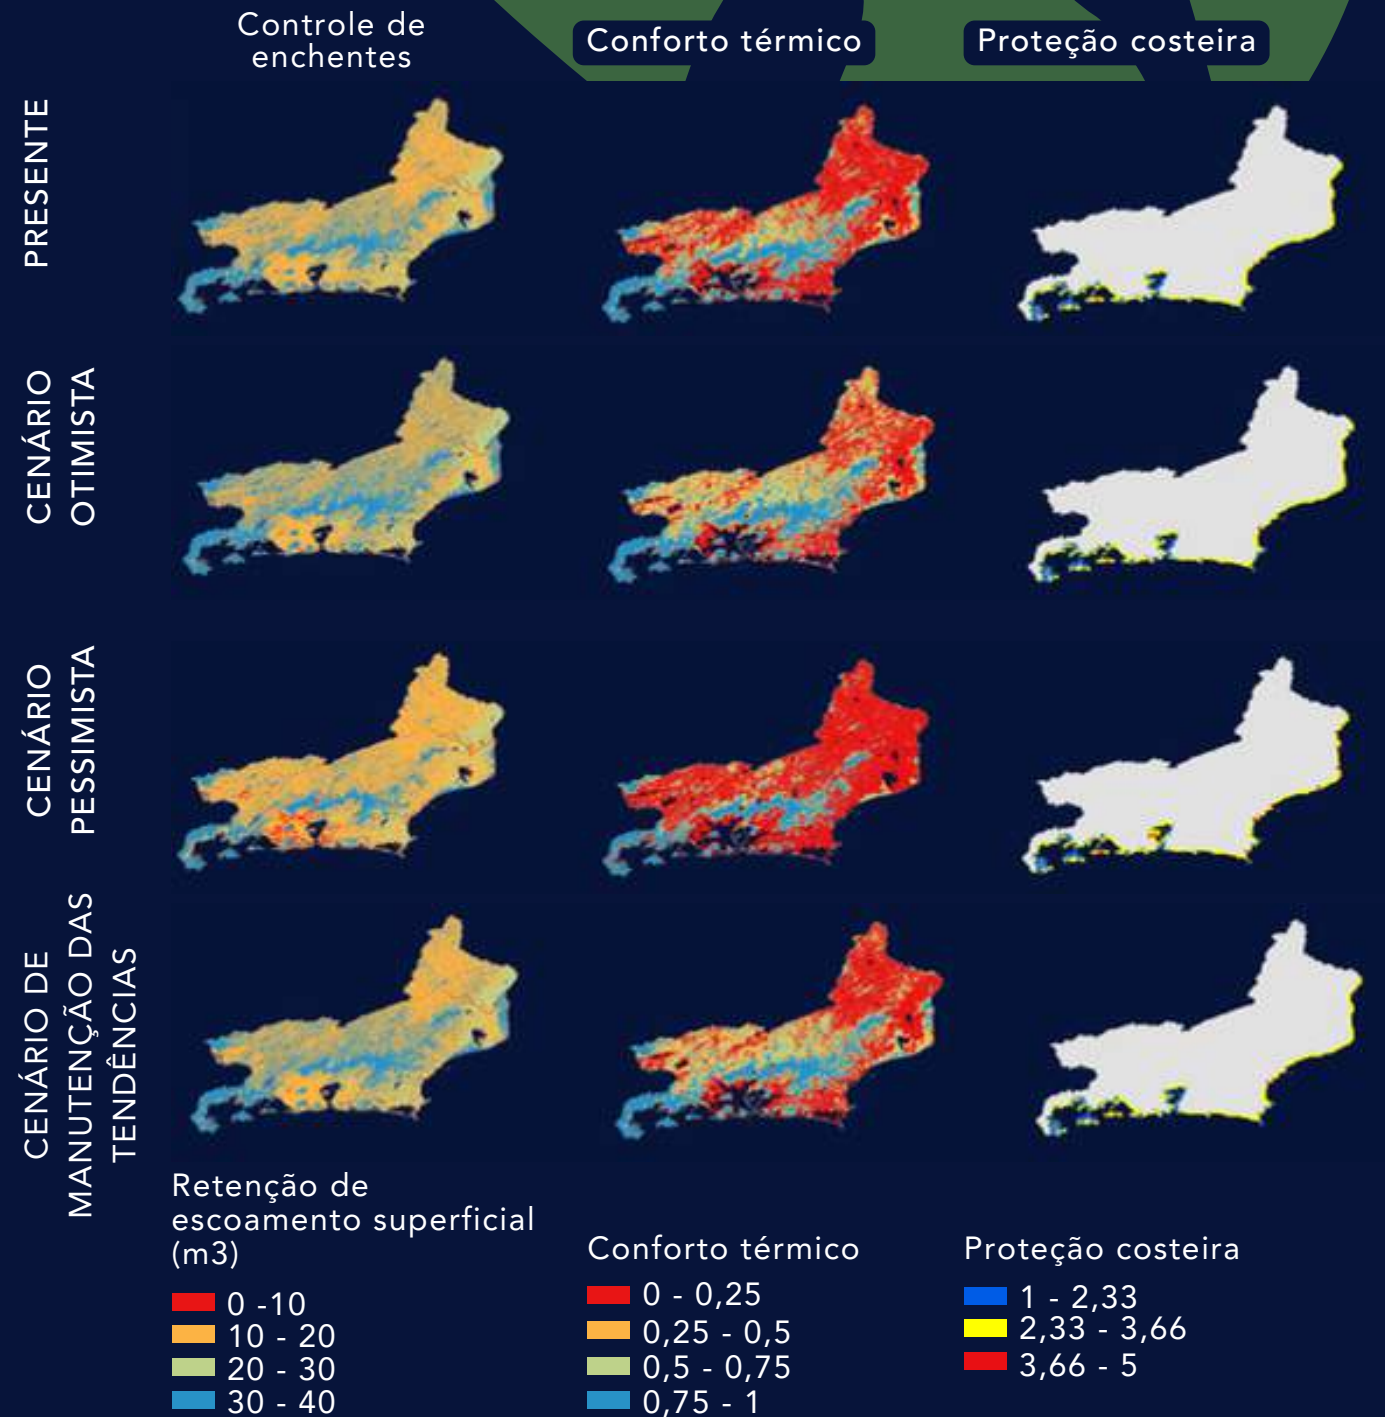 Controle de
enchentes
Conforto térmico
Proteção costeira
PRESENTE
CENÁRIO
OTIMISTA
CENÁRIO
PESSIMISTA
CENÁRIO DE
MANUTENÇÃO DAS
TENDÊNCIAS
Retenção de
escoamento superficial
(m3)
0 -10
10 - 20
20 - 30
30 - 40
Conforto térmico
0 - 0,25
0,25 - 0,5
0,5 - 0,75
0,75 - 1
Proteção costeira
1 - 2,33
2,33 - 3,66
3,66 - 5